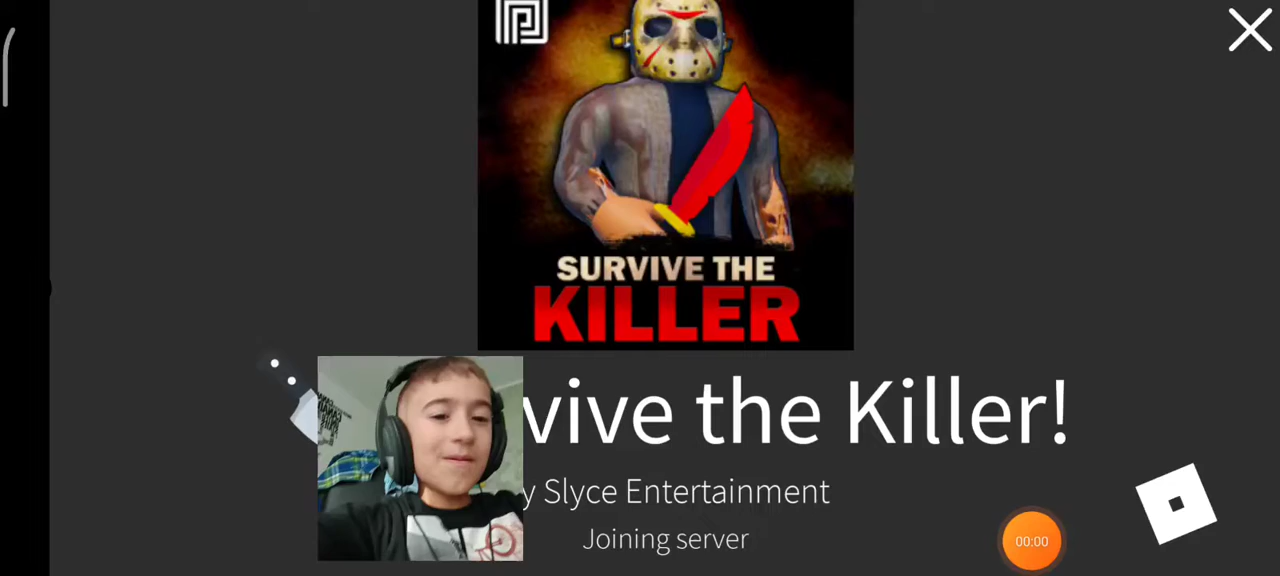 SURVIVE THE
KILLER
vive the Killer!
y Slyce Entertainment
Joining server
00:00